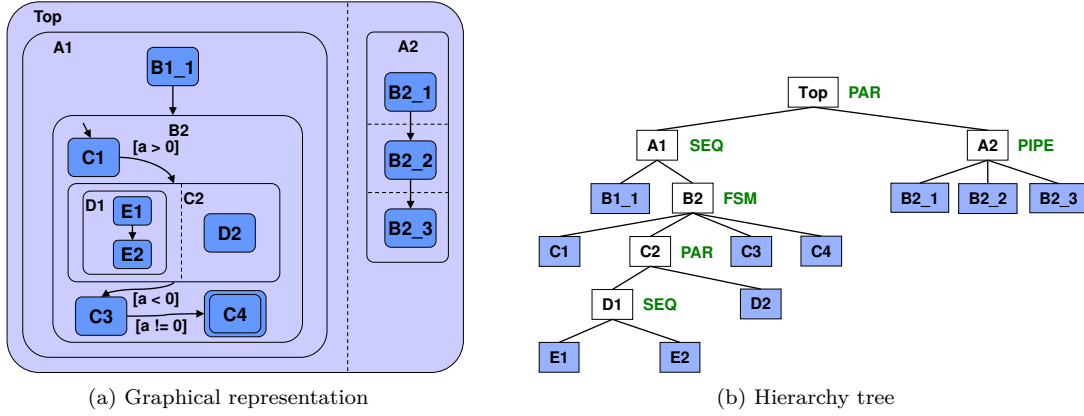 Top
A1
A2
B1_1
B2_1
B2
[a > 0]
C1
B2_2
C2
D1
E1
D2
E2
B2_3
[a < 0]
C3
C4
[a != 0]
(a) Graphical representation
Top PAR
A1 SEQ
A2 PIPE
B1_1
B2 FSM
B2_1
B2_2
B2_3
C1
C2 PAR
C3
C4
D1 SEQ
D2
E1
E2
(b) Hierarchy tree